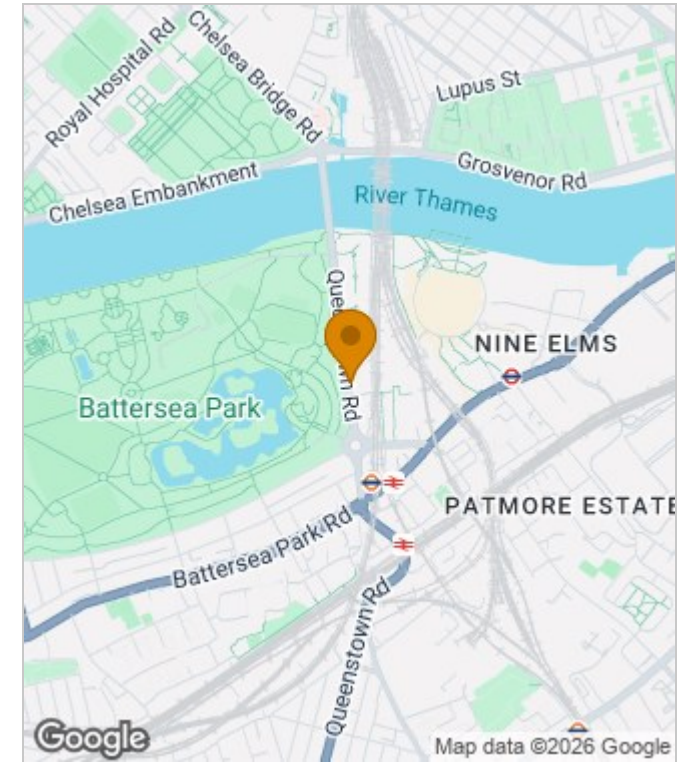 Royal Hospital Rd
Chelsea Bridge Rd
Lupus St
Grosvenor Rd
Chelsea Embankment
River Thames
NINE ELMS
Battersea Park
PATMORE ESTATE
Battersea Park Rd
Queenstown Rd
Google
Map data ©2026 Google